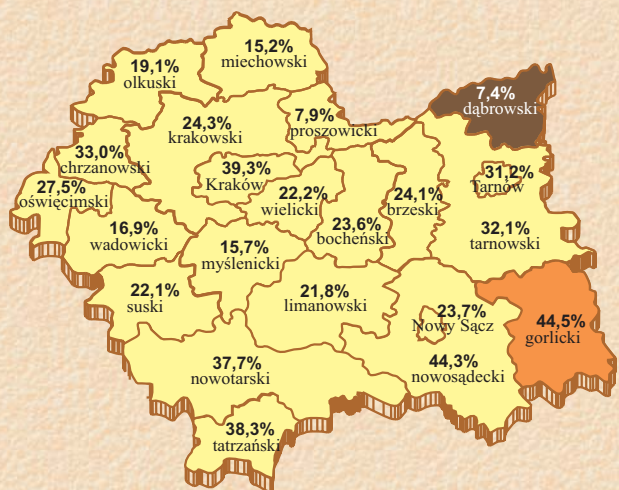 15,2%
miechowski
19,1%
olkuski
7,4%
dąbrowski
7,9%
proszowicki
24,3%
krakowski
33,0%
chrzanowski
39,3%
Kraków
31,2%
Tarnów
27,5%
oświęcimski
22,2%
wielicki
24,1%
brzeski
16,9%
wadowicki
23,6%
bocheński
32,1%
tarnowski
15,7%
myślenicki
22,1%
suski
21,8%
limanowski
23,7%
Nowy Sącz
44,5%
gorlicki
37,7%
nowotarski
44,3%
nowosądecki
38,3%
tatrzański